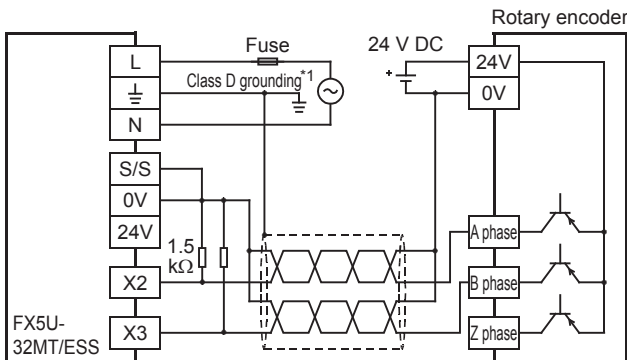 Rotary encoder
Fuse
24 V DC
L
24V
Class D grounding*1
+
0V
N
S/S
0V
24V
1.5
kΩ
A phase
X2
B phase
FX5U-
32MT/ESS
X3
Z phase